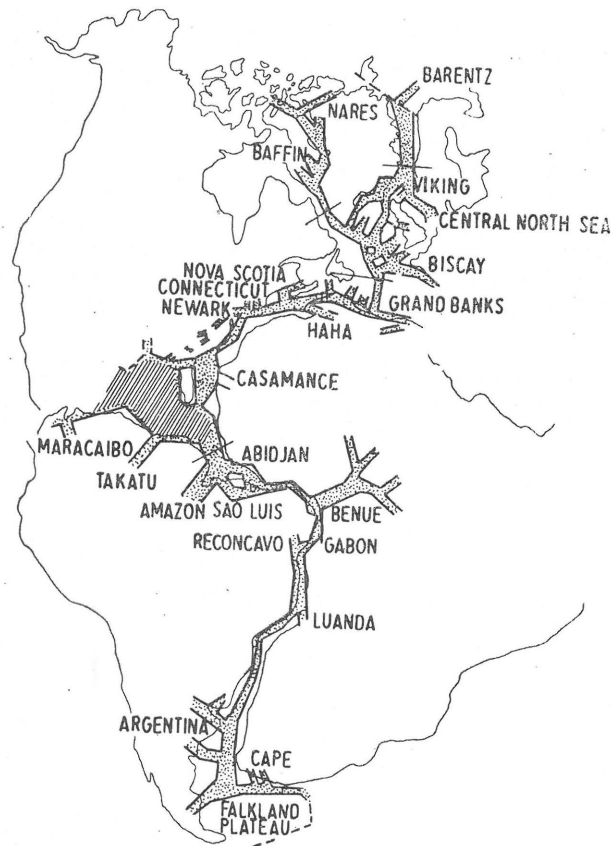 BARENTZ
NARES
BAFFIN
VIKING
CENTRAL NORTH SEA
BISCAY
NOVA SCOTIA
CONNECTICUT
NEWARK
GRAND BANKS
HAHA
CASAMANCE
MARACAIBO
ABIDJAN
TAKATU
AMAZON
SAO LUIS
BENUE
RECONCAVO
GABON
LUANDA
ARGENTINA
CAPE
FALKLAND
PLATEAU